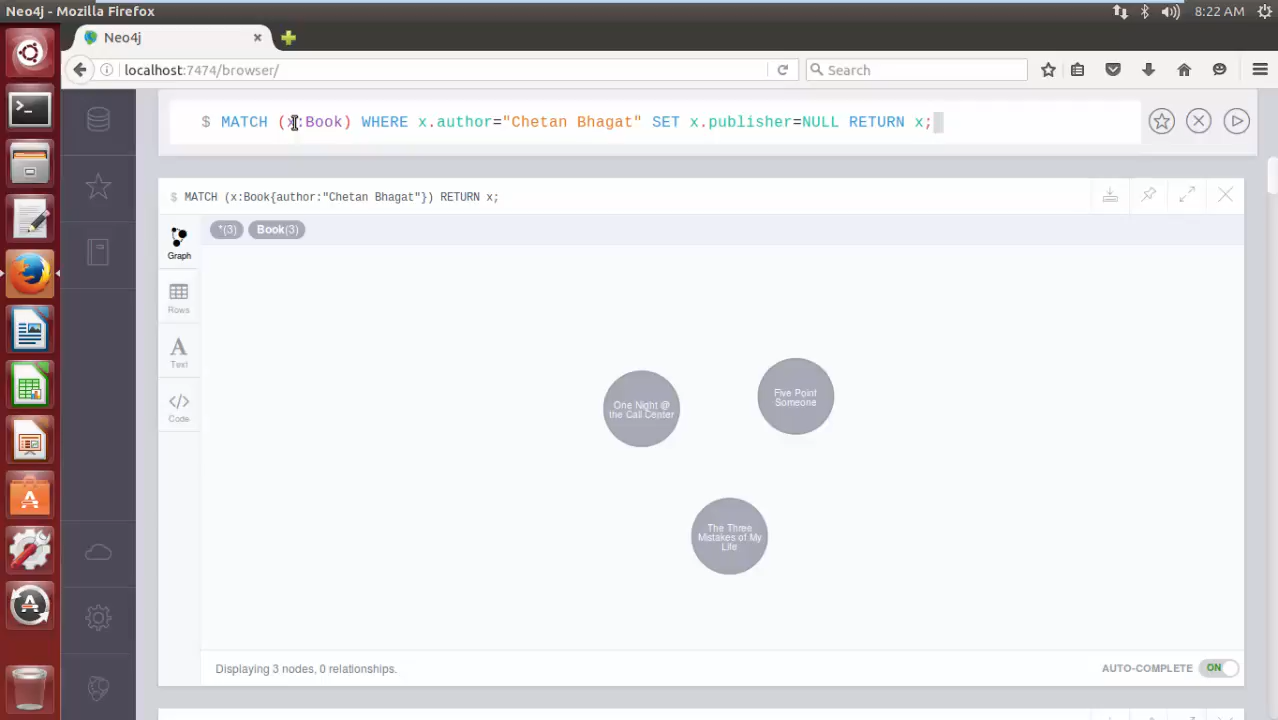 Neo4j - Mozilla Firefox
8:22 AM
Neo4j
localhost:7474/browser/
Search
$ MATCH (x:Book) WHERE x.author="Chetan Bhagat" SET x.publisher=NULL RETURN x;
$ MATCH (x:Book{author:"Chetan Bhagat"}) RETURN x;
*(3) Book(3)
Graph
Rows
Text
Code
One Night @
the Call Center
Five Point
Someone
The Three
Mistakes of My
Life
Displaying 3 nodes, 0 relationships.
AUTO-COMPLETE ON